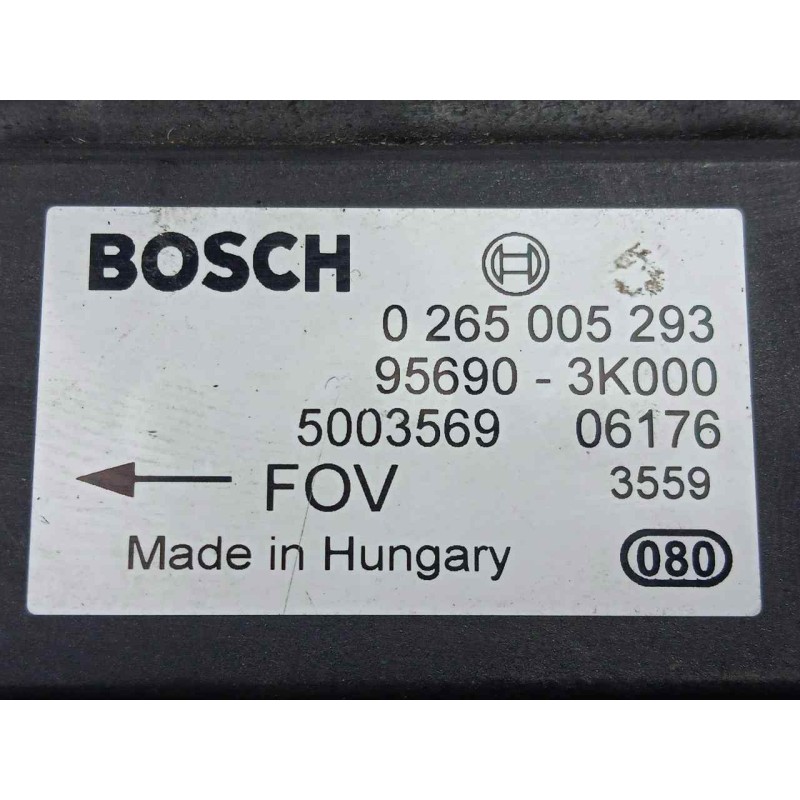 BOSCH
0 265 005 293
95690 - 3K000
5003569 06176
FOV 3559
Made in Hungary 080